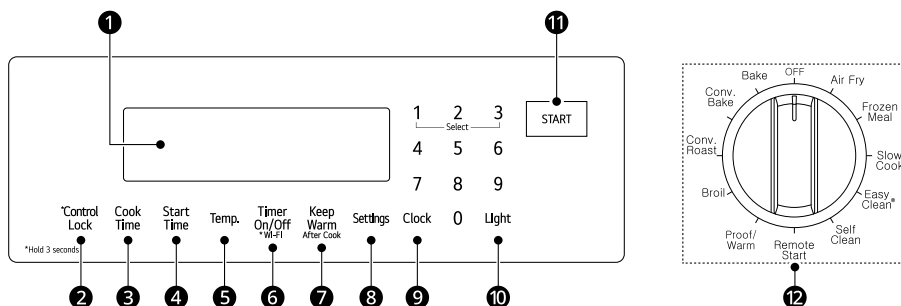 1
11
1 2 3
Select
START
4 5 6
7 8 9
*Control
Lock
Cook
Time
Start
Time
Temp.
Timer
On/Off
*WI-FI
Keep
Warm
After Cook
Settings
Clock
0
Light
*Hold 3 seconds
2 3 4 5 6 7 8 9 10
OFF
Air Fry
Frozen
Meal
Slow
Cook
Easy
Clean*
Self
Clean
Remote
Start
Proof/
Warm
Broil
Conv.
Roast
Conv.
Bake
Bake
12